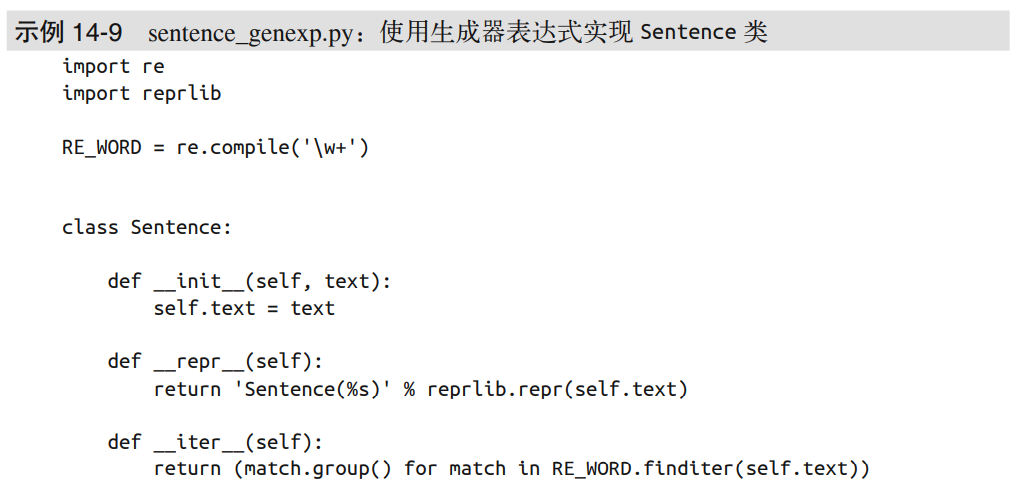 示例 14-9 sentence_genexp.py：使用生成器表达式实现 Sentence 类
import re
import reprlib
RE_WORD = re.compile('\w+')
class Sentence:
    def __init__(self, text):
        self.text = text
    def __repr__(self):
        return 'Sentence(%s)' % reprlib.repr(self.text)
    def __iter__(self):
        return (match.group() for match in RE_WORD.finditer(self.text))